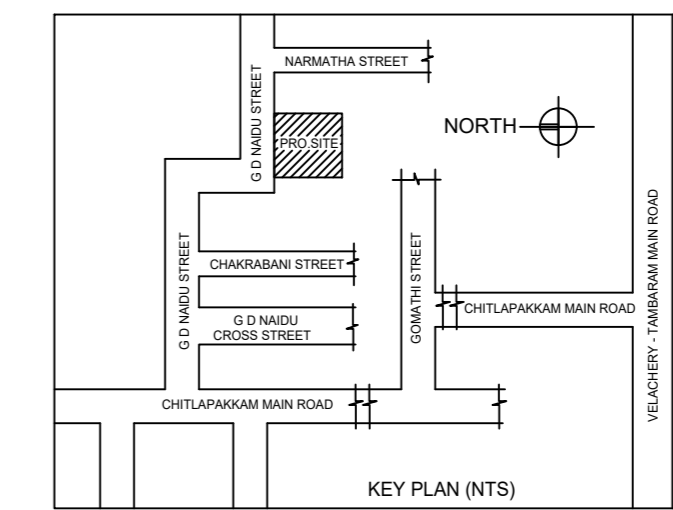 NARMATHA STREET
G D NAIDU STREET
PRO.SITE
NORTH
G D NAIDU STREET
CHAKRABANI STREET
G D NAIDU
CROSS STREET
GOMATHI STREET
CHITLAPAKKAM MAIN ROAD
VELACHERY - TAMBARAM MAIN ROAD
CHITLAPAKKAM MAIN ROAD
KEY PLAN (NTS)